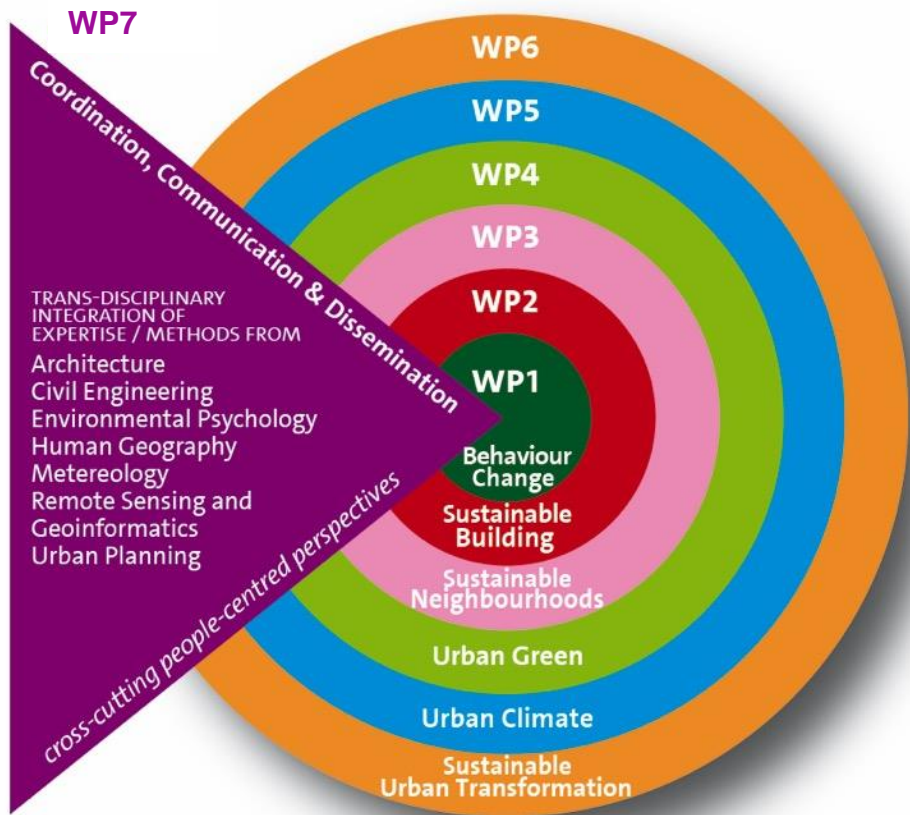 WP7
Coordination, Communication & Dissemination
TRANS-DISCIPLINARY
INTEGRATION OF
EXPERTISE / METHODS FROM
Architecture
Civil Engineering
Environmental Psychology
Human Geography
Metereology
Remote Sensing and
Geoinformatics
Urban Planning
cross-cutting people-centred perspectives
WP6
WP5
WP4
WP3
WP2
WP1
Behaviour
Change
Sustainable
Building
Sustainable
Neighbourhoods
Urban Green
Urban Climate
Sustainable
Urban Transformation